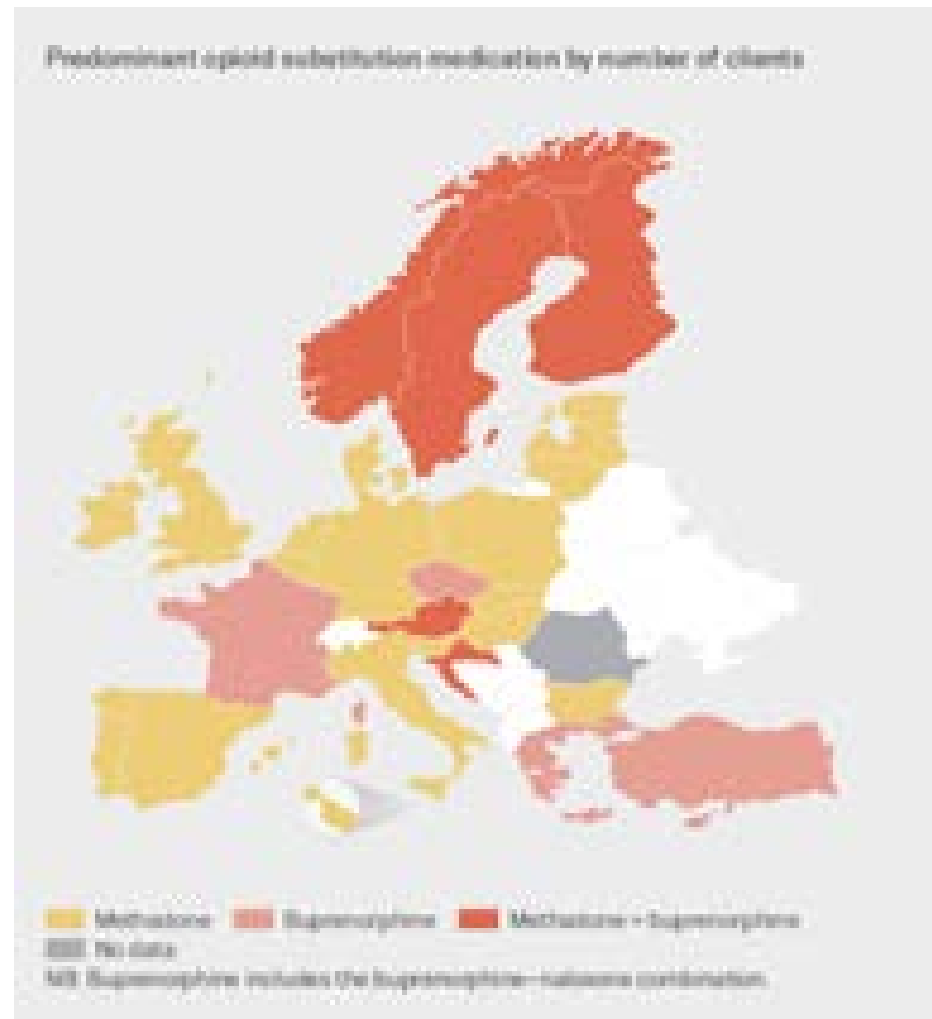 Predominant opioid substitution medication by number of clients
Methadone Buprenorphine Methadone + buprenorphine
No data
NB: Buprenorphine includes the buprenorphine–naloxone combination.